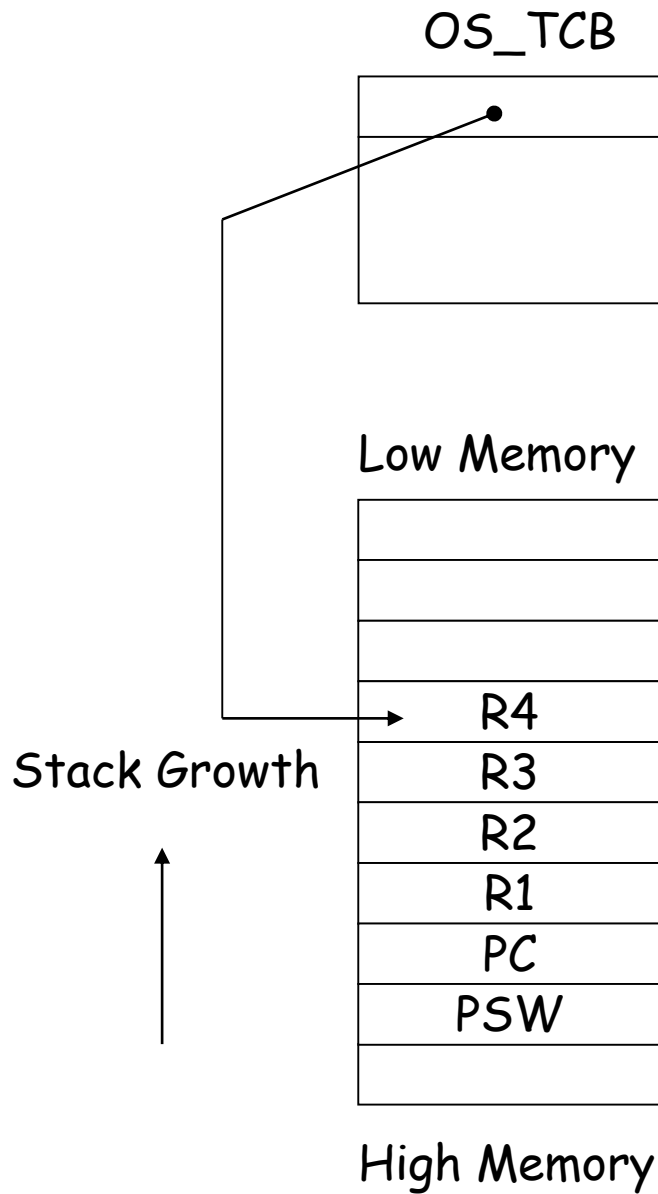 OS_TCB
Low Memory
R4
Stack Growth
R3
R2
R1
PC
PSW
High Memory